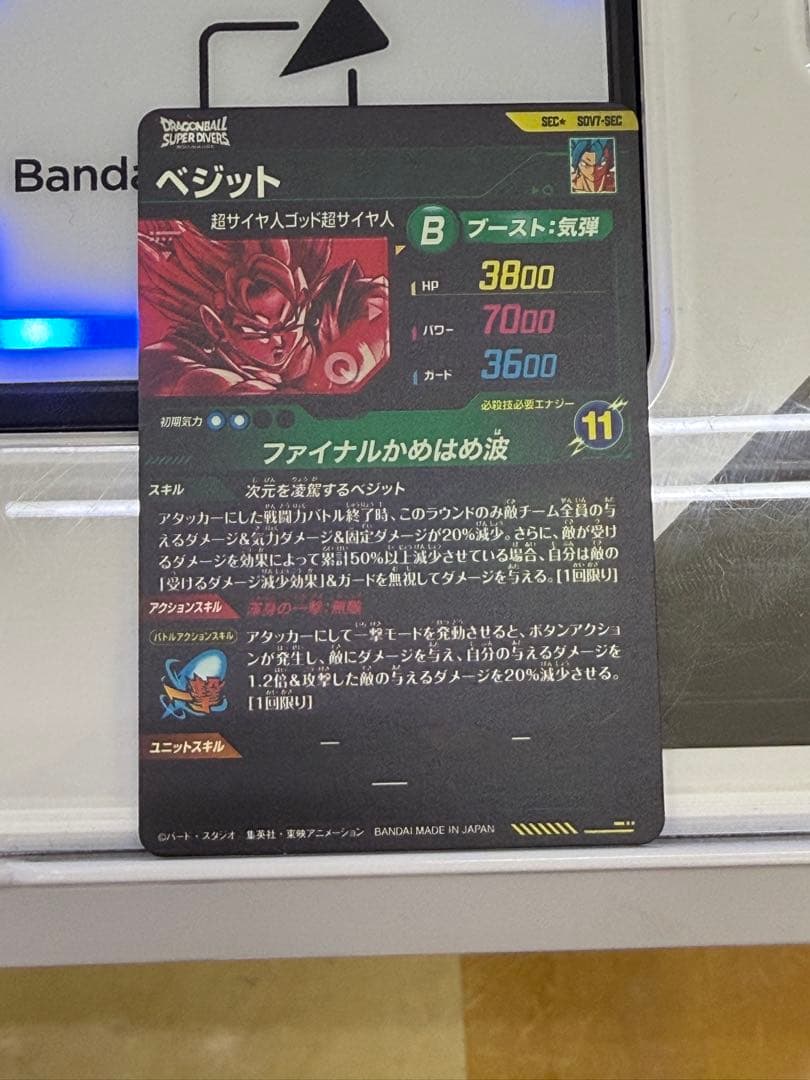 Banda
DRAGONBALL
SUPER DIVERS
SEC★ SDV7-SEC
ベジット
超サイヤ人ゴッド超サイヤ人
B ブースト:気弾
HP 3800
パワー 7000
ガード 3600
初期気力
必殺技必要エナジー
11
ファイナルかめはめ波
スキル 次元を凌駕するベジット
アタッカーにした戦闘力バトル終了時、このラウンドのみ敵チーム全員の与
えるダメージ&気力ダメージ&固定ダメージが20%減少。さらに、敵が受け
るダメージを効果によって累計50%以上減少させている場合、自分は敵の
「受けるダメージ減少効果」&ガードを無視してダメージを与える。[1回限り]
アクションスキル 渾身の一撃:無敵
バトルアクションスキル
アタッカーにして一撃モードを発動させると、ボタンアクショ
ンが発生し、敵にダメージを与え、自分の与えるダメージを
1.2倍&攻撃した敵の与えるダメージを20%減少させる。
[1回限り]
一撃
ユニットスキル
©バード・スタジオ/集英社・東映アニメーション BANDAI MADE IN JAPAN